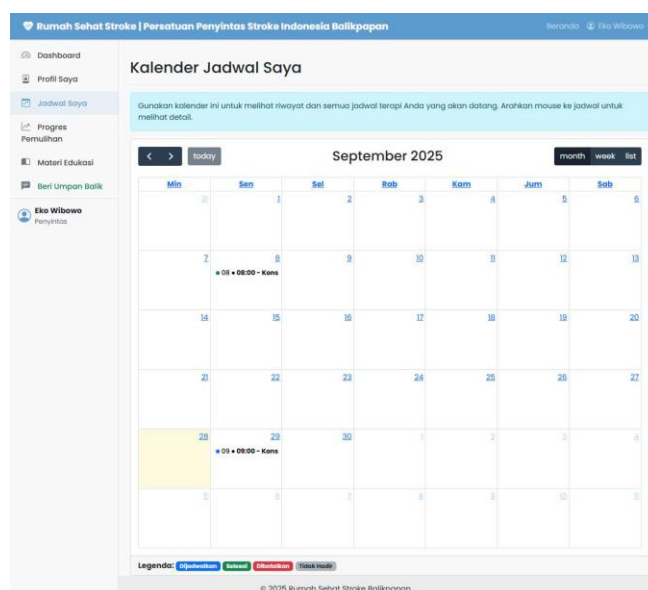 Rumah Sehat Stroke | Persatuan Penyintas Stroke Indonesia Balikpapan
Beranda Eko Wibowo
Dashboard
Profil Saya
Jadwal Saya
Progres
Pemulihan
Materi Edukasi
Beri Umpan Balik
Eko Wibowo
Penyintas
Kalender Jadwal Saya
Gunakan kalender ini untuk melihat riwayat dan semua jadwal terapi Anda yang akan datang. Arahkan mouse ke jadwal untuk
melihat detail.
< > today September 2025 month week list
Min Sen Sel Rab Kam Jum Sab
31 1 2 3 4 5 6
7 8 9 10 11 12 13
• 08 • 08:00 - Kons
14 15 16 17 18 19 20
21 22 23 24 25 26 27
28 29 30 1 2 3 4
• 09 • 09:00 - Kons
5 6 7 8 9 10 11
Legenda: Dijadwalkan Selesai Dibatalkan Tidak Hadir
© 2025 Rumah Sehat Stroke Balikpapan